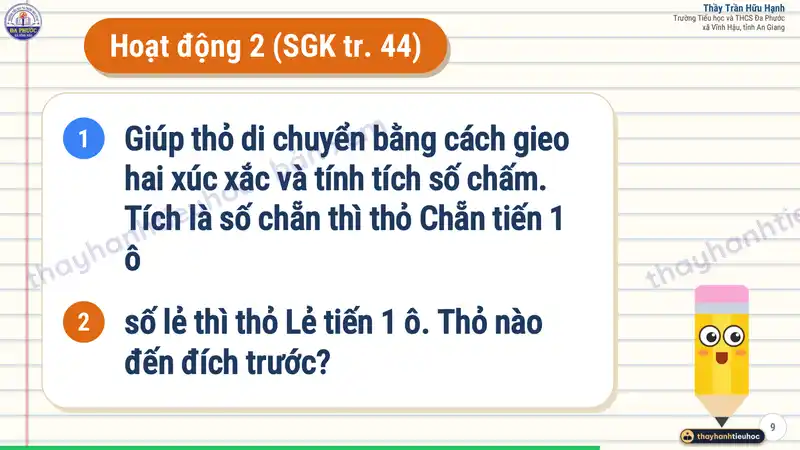 Thầy Trần Hữu Hạnh
Trường Tiểu học và THCS Đa Phước
xã Vĩnh Hậu, tỉnh An Giang
ĐA PHƯỚC
Hoạt động 2 (SGK tr. 44)
1
Giúp thỏ di chuyển bằng cách gieo
hai xúc xắc và tính tích số chấm.
Tích là số chẵn thì thỏ Chẵn tiến 1
ô
2
số lẻ thì thỏ Lẻ tiến 1 ô. Thỏ nào
đến đích trước?
thayhanhtieuhoc
9